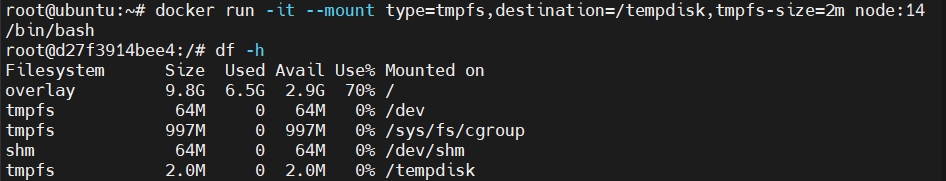 root@ubuntu:~# docker run -it --mount type=tmpfs,destination=/tempdisk,tmpfs-size=2m node:14
/bin/bash
root@d27f3914bee4:/# df -h
Filesystem      Size  Used Avail Use% Mounted on
overlay         9.8G  6.5G  2.9G  70% /
tmpfs            64M     0   64M   0% /dev
tmpfs           997M     0  997M   0% /sys/fs/cgroup
shm              64M     0   64M   0% /dev/shm
tmpfs           2.0M     0  2.0M   0% /tempdisk